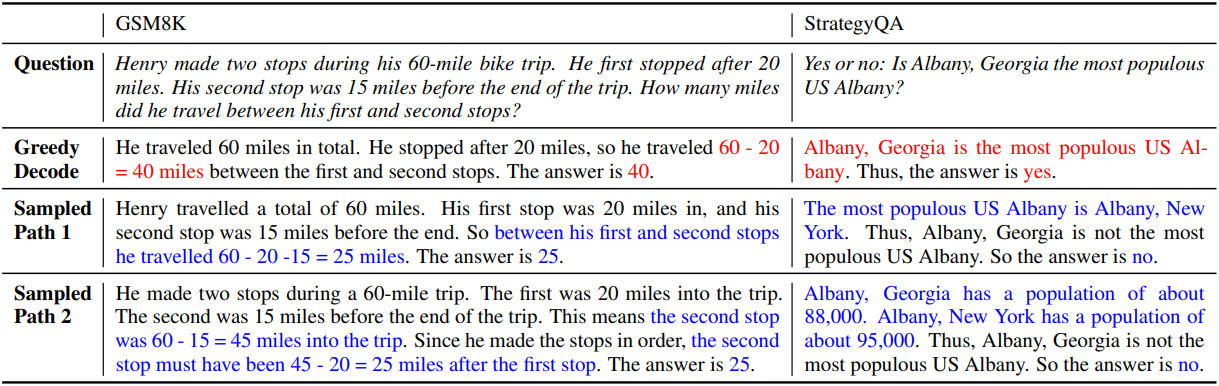 GSM8K StrategyQA
Question Henry made two stops during his 60-mile bike trip. He first stopped after 20 Yes or no: Is Albany, Georgia the most populous
miles. His second stop was 15 miles before the end of the trip. How many miles US Albany?
did he travel between his first and second stops?
Greedy He traveled 60 miles in total. He stopped after 20 miles, so he traveled 60 - 20 Albany, Georgia is the most populous US Al-
Decode = 40 miles between the first and second stops. The answer is 40. bany. Thus, the answer is yes.
Sampled Henry travelled a total of 60 miles. His first stop was 20 miles in, and his The most populous US Albany is Albany, New
Path 1 second stop was 15 miles before the end. So between his first and second stops York. Thus, Albany, Georgia is not the most
he travelled 60 - 20 -15 = 25 miles. The answer is 25. populous US Albany. So the answer is no.
Sampled He made two stops during a 60-mile trip. The first was 20 miles into the trip. Albany, Georgia has a population of about
Path 2 The second was 15 miles before the end of the trip. This means the second stop 88,000. Albany, New York has a population of
was 60 - 15 = 45 miles into the trip. Since he made the stops in order, the second about 95,000. Thus, Albany, Georgia is not the
stop must have been 45 - 20 = 25 miles after the first stop. The answer is 25. most populous US Albany. So the answer is no.